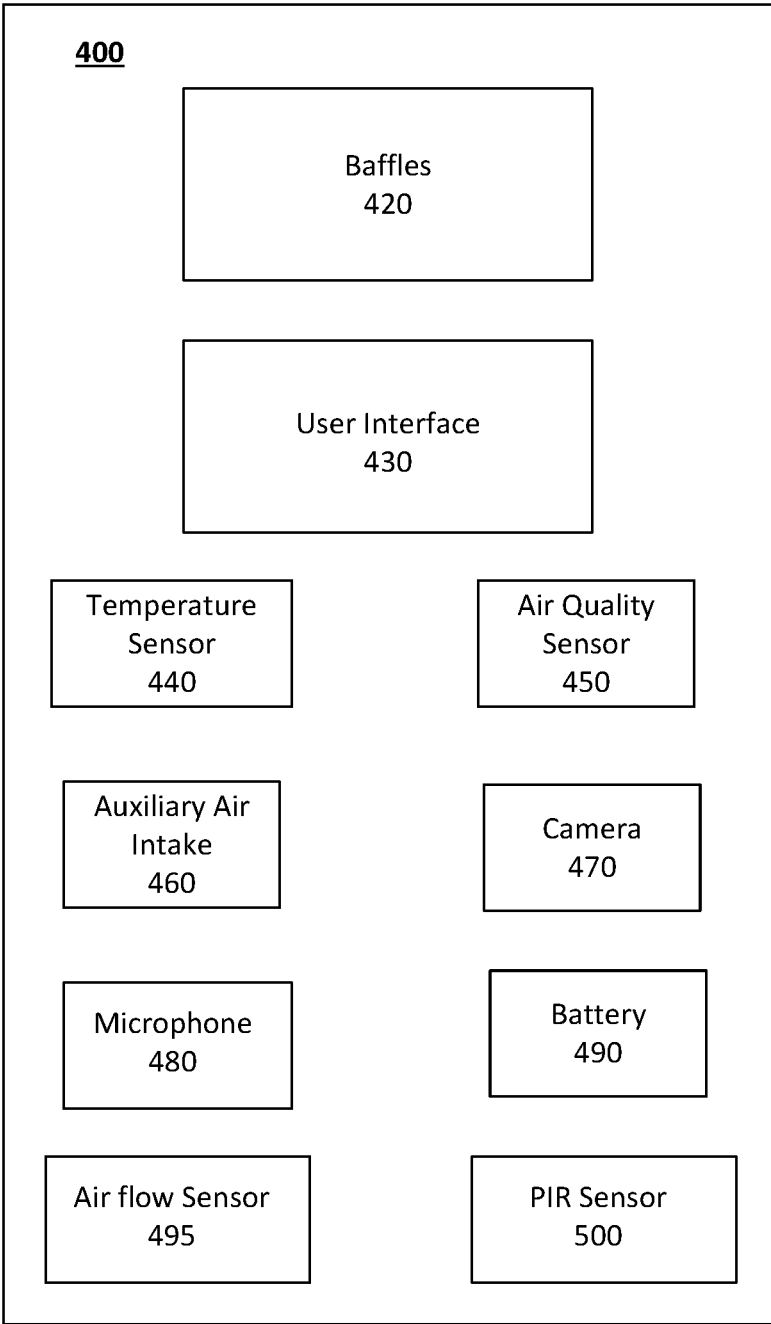 400
Baffles
420
User Interface
430
Temperature
Sensor
440
Air Quality
Sensor
450
Auxiliary Air
Intake
460
Camera
470
Microphone
480
Battery
490
Air flow Sensor
495
PIR Sensor
500